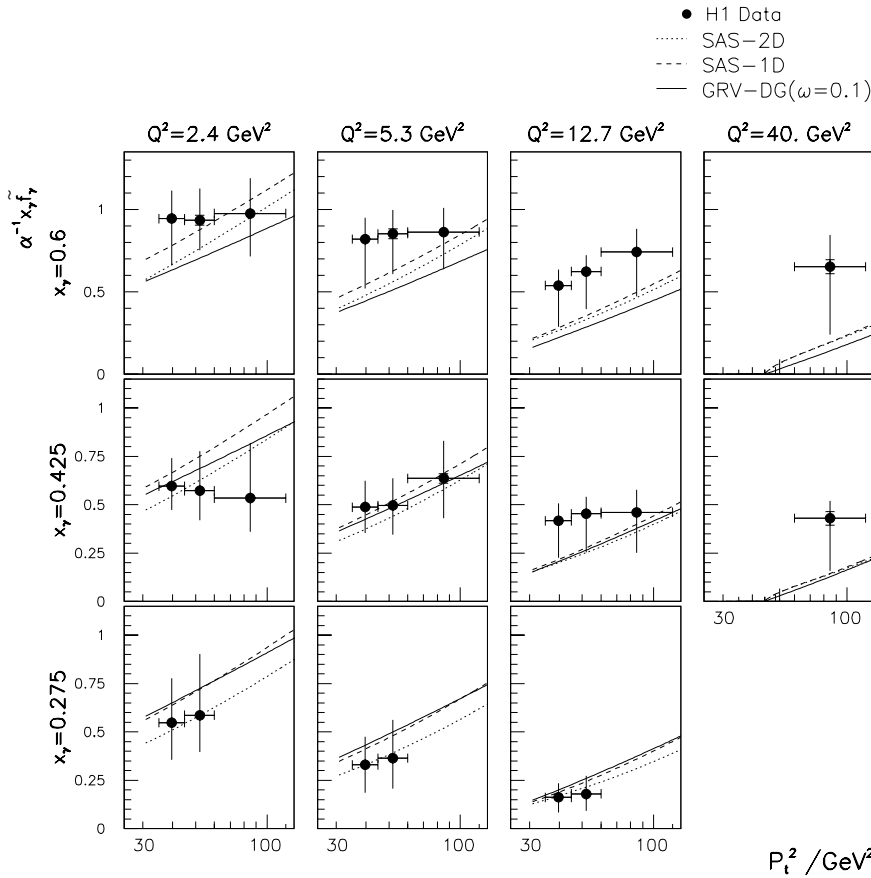 H1 Data
SAS−2D
SAS−1D
GRV−DG(ω=0.1)
Q²=2.4 GeV² Q²=5.3 GeV² Q²=12.7 GeV² Q²=40. GeV²
α⁻¹xᵧf̃ᵧ
xᵧ=0.6
1
0.5
0
xᵧ=0.425
1
0.75
0.5
0.25
0
30 100
xᵧ=0.275
1
0.75
0.5
0.25
0
30 100 30 100 30 100
Pₜ² /GeV²